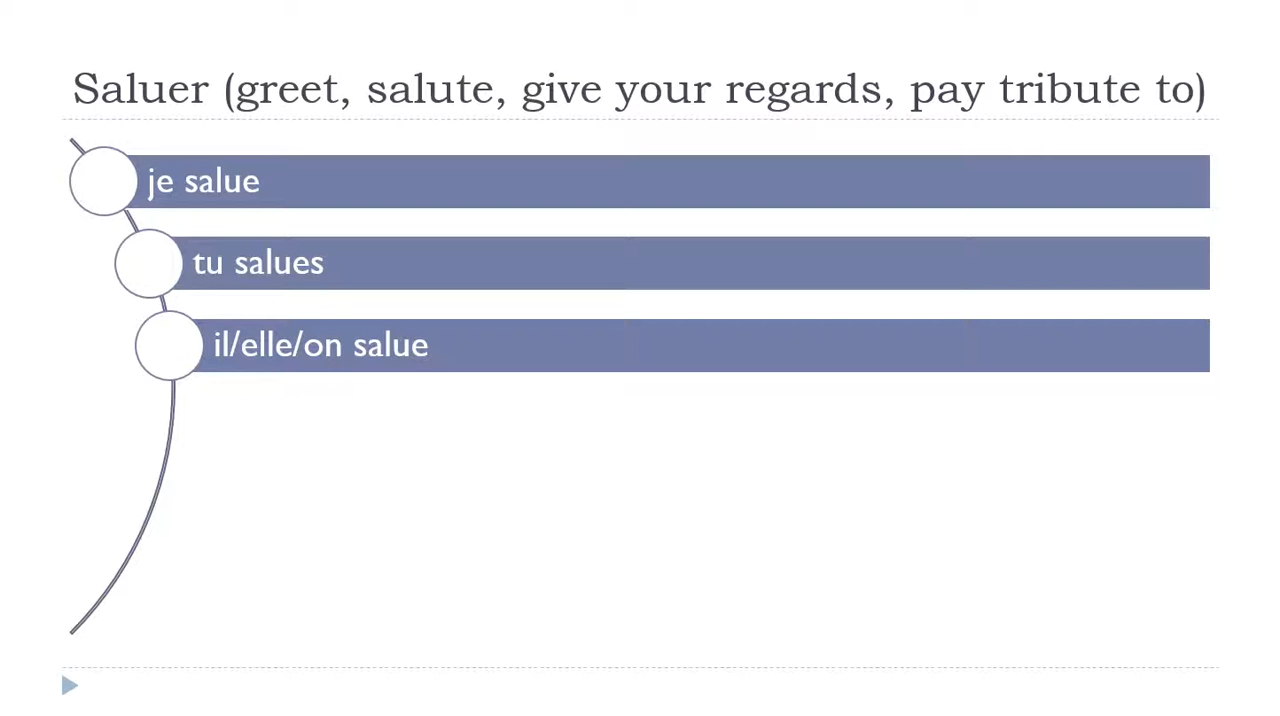 Saluer (greet, salute, give your regards, pay tribute to)
je salue
tu salues
il/elle/on salue